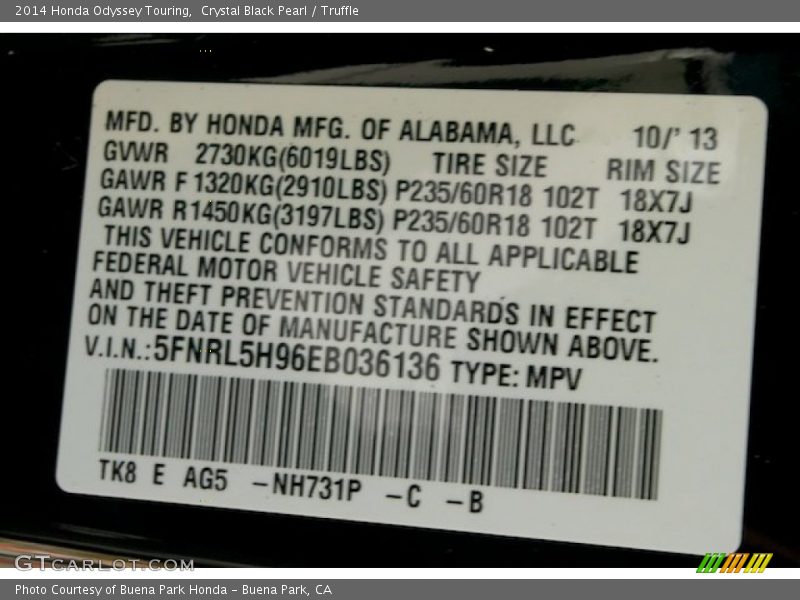 2014 Honda Odyssey Touring,  Crystal Black Pearl / Truffle
MFD. BY HONDA MFG. OF ALABAMA, LLC 10/' 13
GVWR 2730KG(6019LBS) TIRE SIZE RIM SIZE
GAWR F 1320KG(2910LBS) P235/60R18 102T 18X7J
GAWR R1450KG(3197LBS) P235/60R18 102T 18X7J
THIS VEHICLE CONFORMS TO ALL APPLICABLE
FEDERAL MOTOR VEHICLE SAFETY
AND THEFT PREVENTION STANDARDS IN EFFECT
ON THE DATE OF MANUFACTURE SHOWN ABOVE.
V.I.N.:5FNRL5H96EB036136 TYPE: MPV
TK8 E AG5 -NH731P -C -B
GTCARLOT.COM
Photo Courtesy of Buena Park Honda - Buena Park, CA